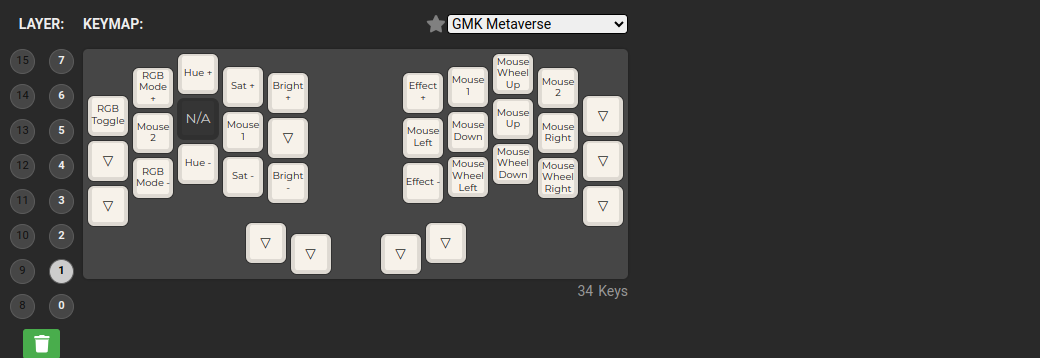 LAYER: KEYMAP: GMK Metaverse
15 7
14 6
13 5
12 4
11 3
10 2
9 1
8 0
RGB
Toggle
▽
▽
RGB
Mode
+
Mouse
2
RGB
Mode -
Hue +
N/A
Hue -
Sat +
Mouse
1
Sat -
Bright
+
▽
Bright
-
▽
▽
Effect
+
Mouse
Left
Effect -
Mouse
1
Mouse
Down
Mouse
Wheel
Left
Mouse
Wheel
Up
Mouse
Up
Mouse
Wheel
Down
Mouse
2
Mouse
Right
Mouse
Wheel
Right
▽
▽
▽
▽
▽
34 Keys